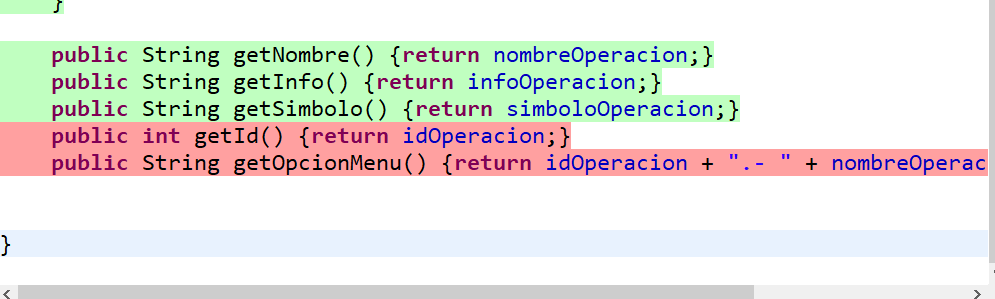 }
public String getNombre() {return nombreOperacion;}
public String getInfo() {return infoOperacion;}
public String getSimbolo() {return simboloOperacion;}
public int getId() {return idOperacion;}
public String getOpcionMenu() {return idOperacion + ".- " + nombreOperac
}